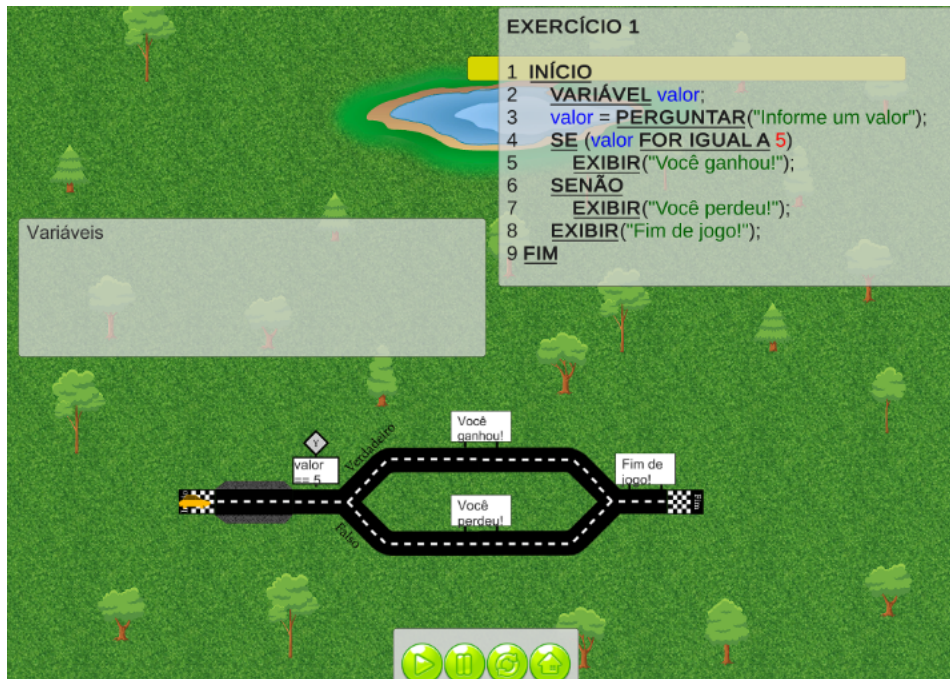 EXERCÍCIO 1
1 INÍCIO
2 VARIÁVEL valor;
3 valor = PERGUNTAR("Informe um valor");
4 SE (valor FOR IGUAL A 5)
5 EXIBIR("Você ganhou!");
6 SENÃO
7 EXIBIR("Você perdeu!");
8 EXIBIR("Fim de jogo!");
9 FIM
Variáveis
Y
valor
== 5
Verdadeiro
Falso
Você
ganhou!
Você
perdeu!
Fim de
jogo!
Fim